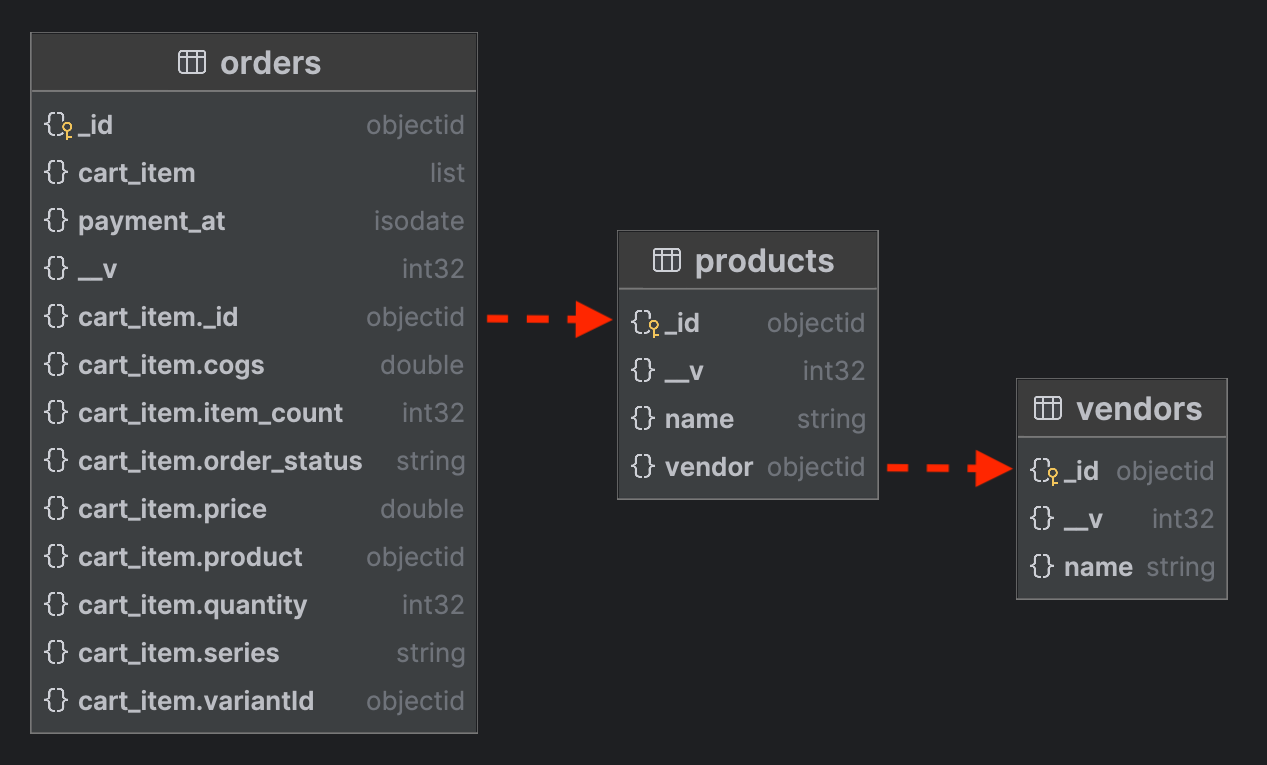 orders
_id objectid
cart_item list
payment_at isodate
__v int32
cart_item._id objectid
cart_item.cogs double
cart_item.item_count int32
cart_item.order_status string
cart_item.price double
cart_item.product objectid
cart_item.quantity int32
cart_item.series string
cart_item.variantId objectid
products
_id objectid
__v int32
name string
vendor objectid
vendors
_id objectid
__v int32
name string